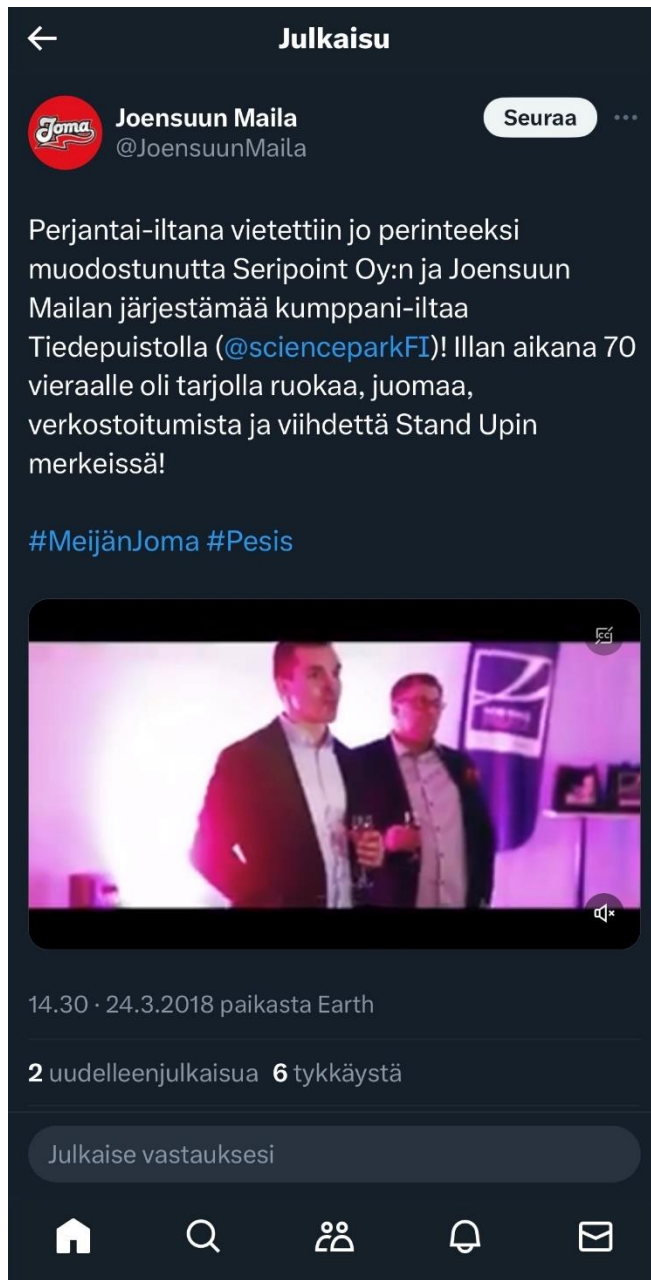 Julkaisu
Joma
Joensuun Maila
@JoensuunMaila
Seuraa
Perjantai-iltana vietettiin jo perinteeksi
muodostunutta Seripoint Oy:n ja Joensuun
Mailan järjestämää kumppani-iltaa
Tiedepuistolla (@scienceparkFI)! Illan aikana 70
vieraalle oli tarjolla ruokaa, juomaa,
verkostoitumista ja viihdettä Stand Upin
merkeissä!
#MeijänJoma #Pesis
CC
14.30 · 24.3.2018 paikasta Earth
2 uudelleenjulkaisua 6 tykkäystä
Julkaise vastauksesi